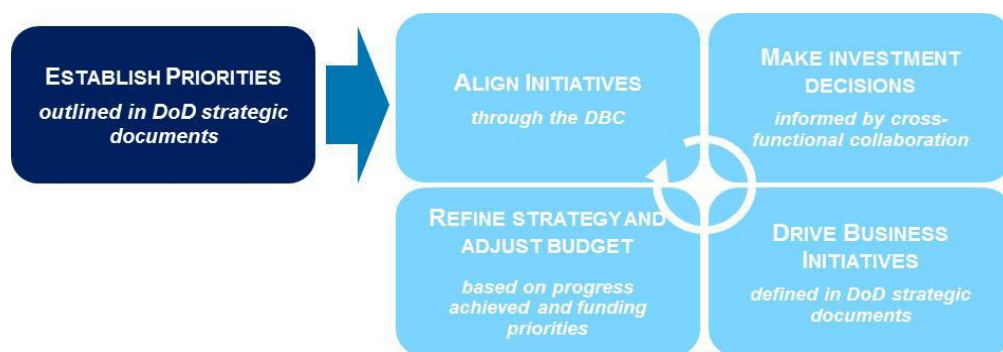 ESTABLISH PRIORITIES
outlined in DoD strategic
documents
ALIGN INITIATIVES
through the DBC
MAKE INVESTMENT
DECISIONS
informed by cross-
functional collaboration
REFINE STRATEGY AND
ADJUST BUDGET
based on progress
achieved and funding
priorities
DRIVE BUSINESS
INITIATIVES
defined in DoD strategic
documents